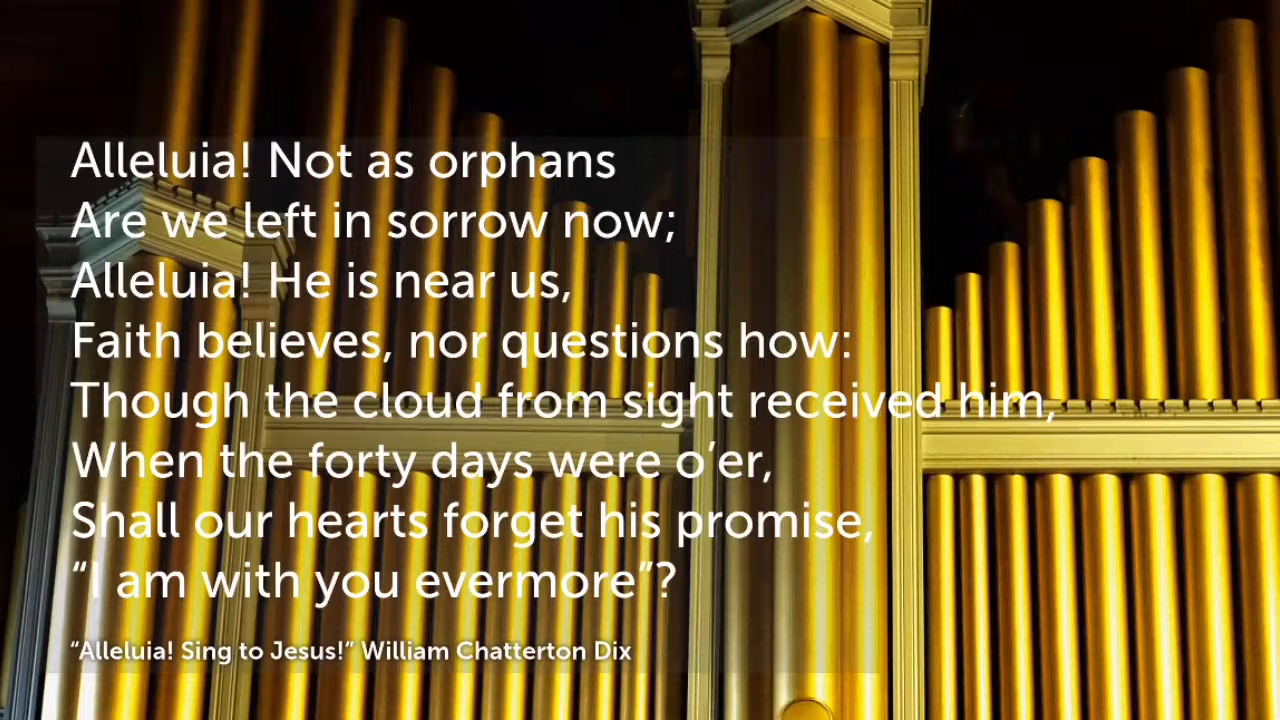 Alleluia! Not as orphans
Are we left in sorrow now;
Alleluia! He is near us,
Faith believes, nor questions how:
Though the cloud from sight received him,
When the forty days were o’er,
Shall our hearts forget his promise,
“I am with you evermore”?
“Alleluia! Sing to Jesus!” William Chatterton Dix